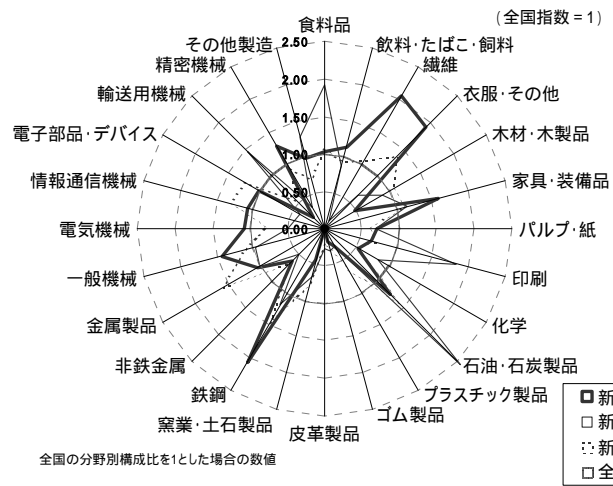 (全国指数=1)
食料品
飲料・たばこ・飼料
繊維
衣服・その他
木材・木製品
家具・装備品
パルプ・紙
印刷
化学
石油・石炭製品
プラスチック製品
ゴム製品
皮革製品
窯業・土石製品
鉄鋼
非鉄金属
金属製品
一般機械
電気機械
情報通信機械
電子部品・デバイス
輸送用機械
精密機械
その他製造
2.50
2.00
1.50
1.00
0.50
0.00
新
新
新
全
全国の分野別構成比を1とした場合の数値